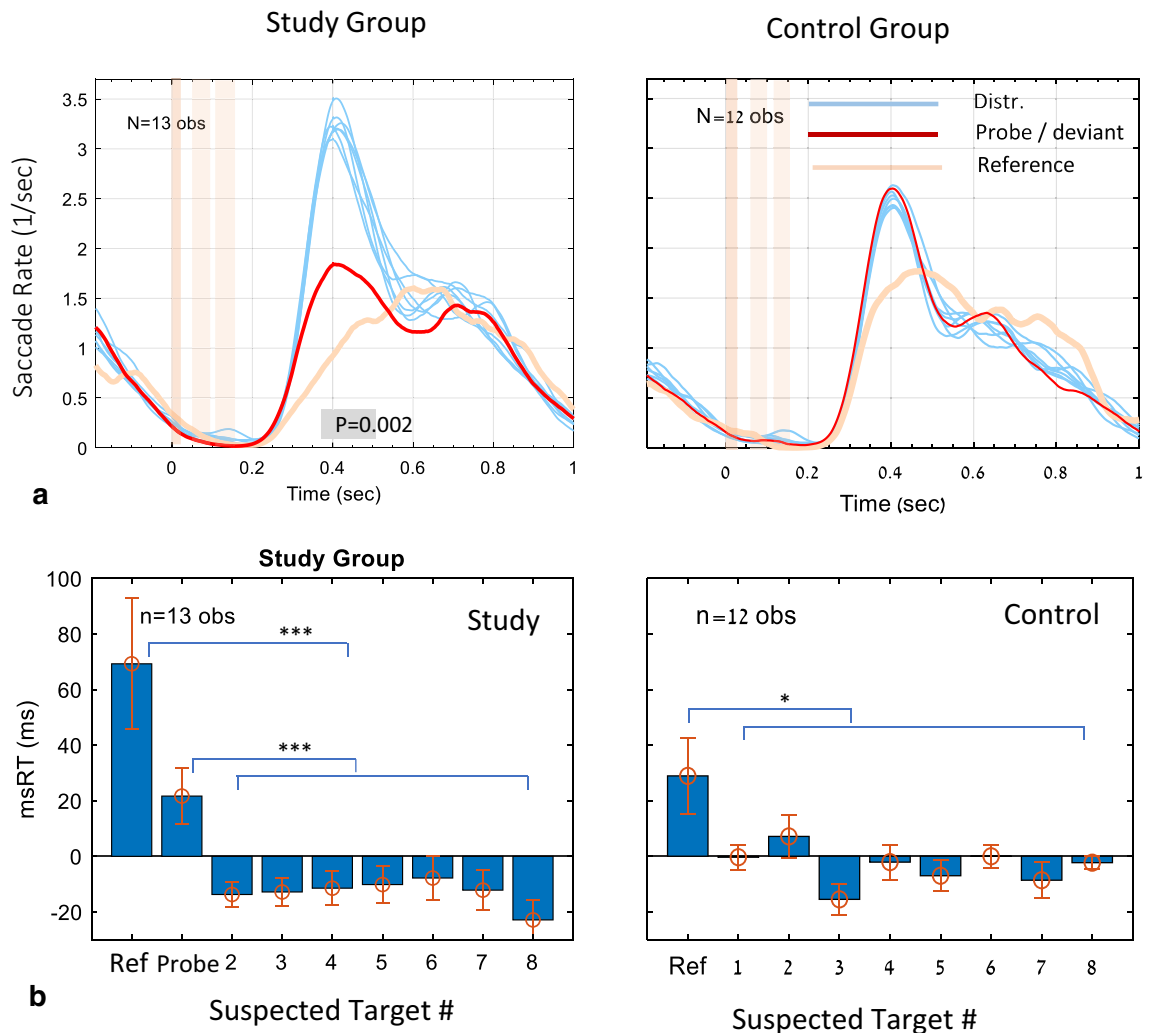 Study Group
Control Group
Saccade Rate (1/sec)
3.5
3
2.5
2
1.5
1
0.5
0
N=13 obs
P=0.002
0 0.2 0.4 0.6 0.8 1
Time (sec)
N=12 obs
Distr.
Probe / deviant
Reference
0 0.2 0.4 0.6 0.8 1
Time (sec)
a
Study Group
msRT (ms)
100
80
60
40
20
0
-20
n=13 obs
Study
***
***
Ref Probe 2 3 4 5 6 7 8
Suspected Target #
n=12 obs
Control
*
Ref 1 2 3 4 5 6 7 8
Suspected Target #
b